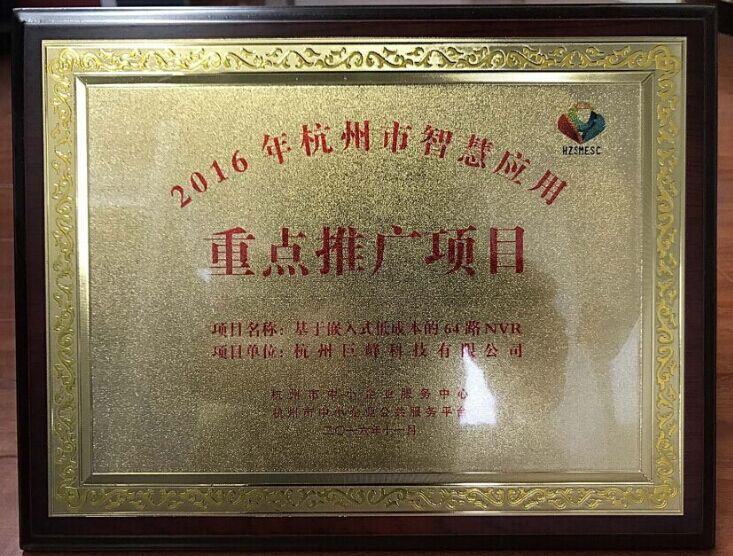 HZSMESC
2016年杭州市智慧应用
重点推广项目
项目名称：基于嵌入式低成本的64路NVR
项目单位：杭州巨峰科技有限公司
杭州市中小企业服务中心
杭州市中小企业公共服务平台
二〇一六年十一月